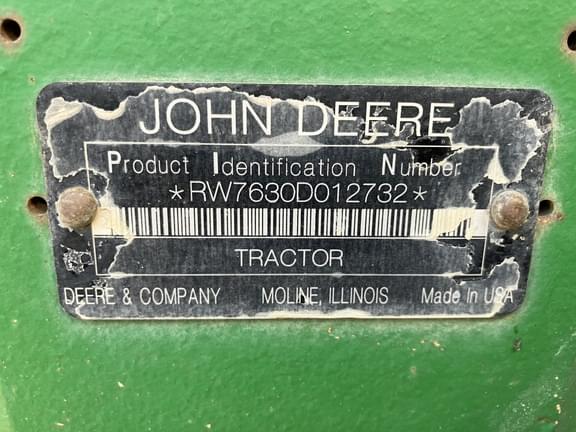 JOHN DEERE
Product Identification Number
*RW7630D012732*
TRACTOR
DEERE & COMPANY MOLINE, ILLINOIS Made in USA